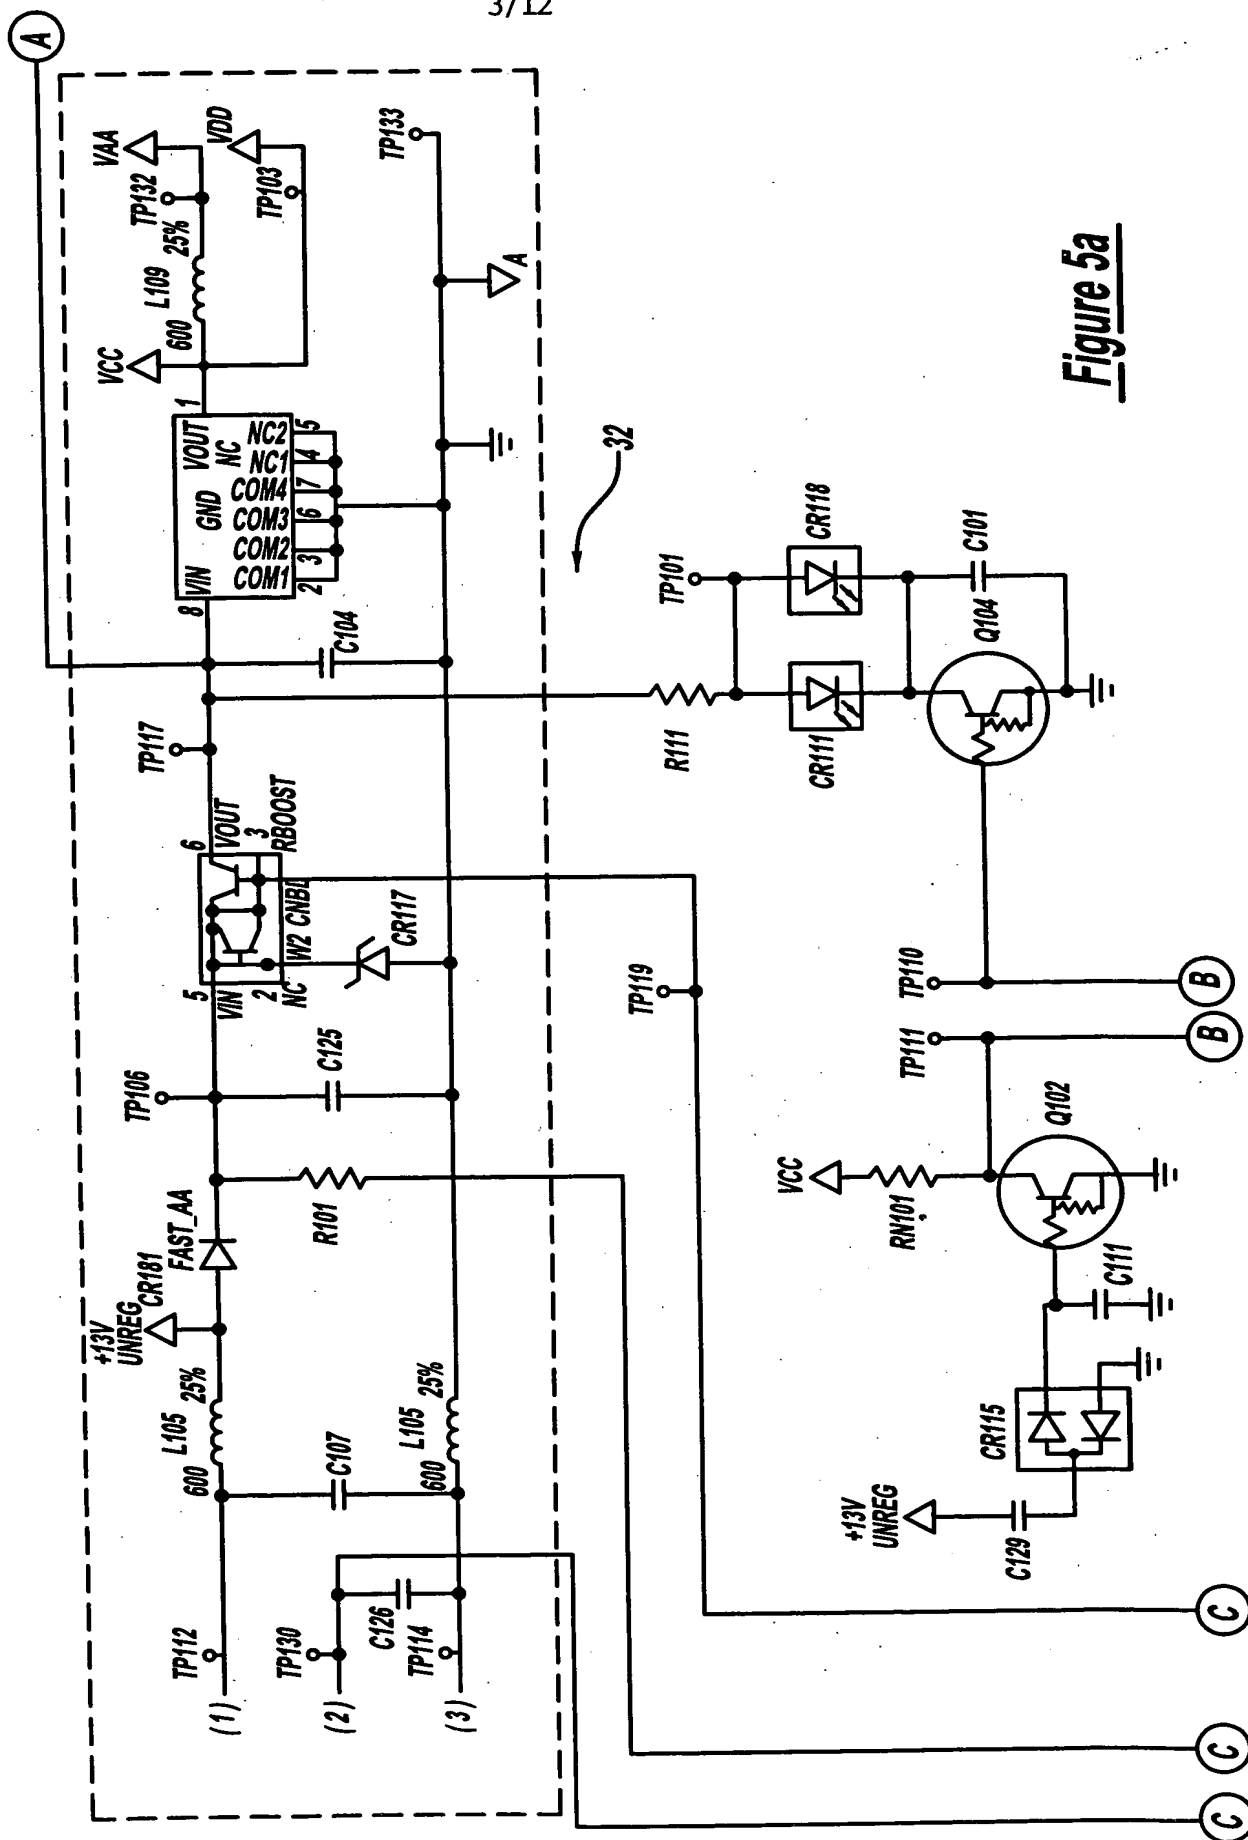 3/12
A
VAA
VDD
TP132
TP103
25%
L109
600
VCC
TP133
A
1
VOUT
NC
GND
VIN
8
NC2
NC1
COM4
COM3
COM2
COM1
5
4
7
6
3
2
C104
32
TP117
6
VOUT
3
RBOOST
W2 CNBL
5
VIN
2
NC
CR117
TP106
C125
FAST_AA
CR181
+13V
UNREG
R101
25%
L105
600
C107
25%
L105
600
TP112
(1)
TP130
(2)
C126
TP114
(3)
TP119
R111
TP101
CR118
CR111
C101
Q104
TP110
TP111
B
B
VCC
RN101
Q102
C111
CR115
+13V
UNREG
C129
C
C
C
Figure 5a